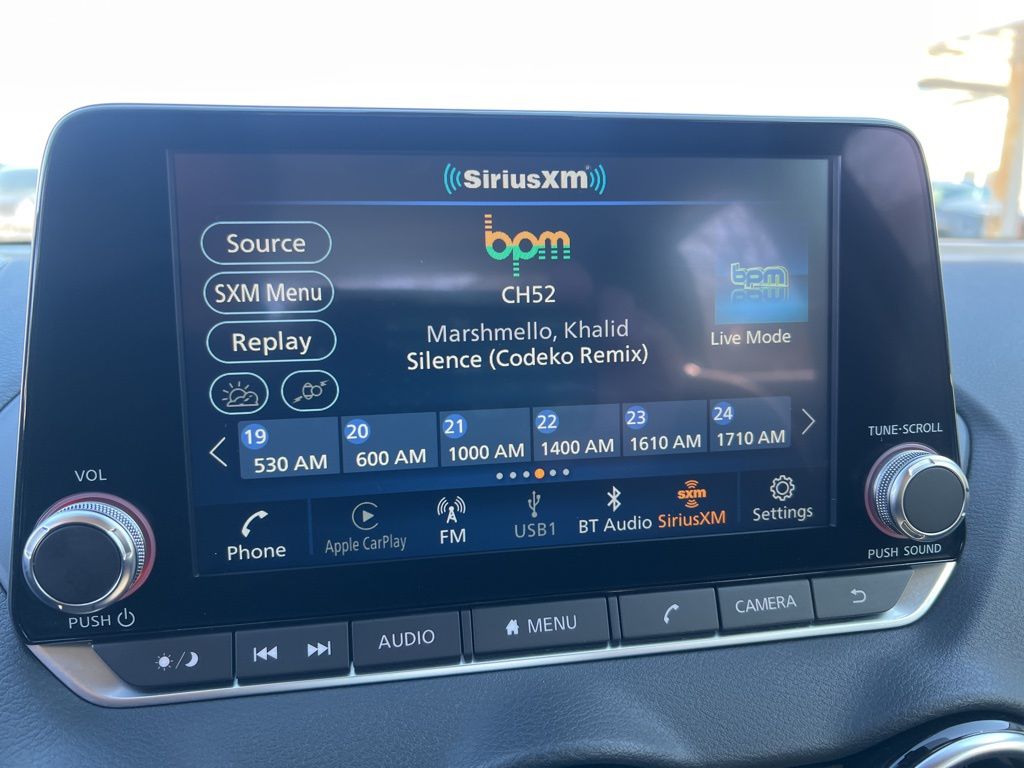 SiriusXM
Source
SXM Menu
Replay
bpm
CH52
Marshmello, Khalid
Silence (Codeko Remix)
bpm
Live Mode
19
530 AM
20
600 AM
21
1000 AM
22
1400 AM
23
1610 AM
24
1710 AM
Phone
Apple CarPlay
FM
USB1
BT Audio
sxm
SiriusXM
Settings
VOL
PUSH
TUNE·SCROLL
PUSH SOUND
AUDIO
MENU
CAMERA